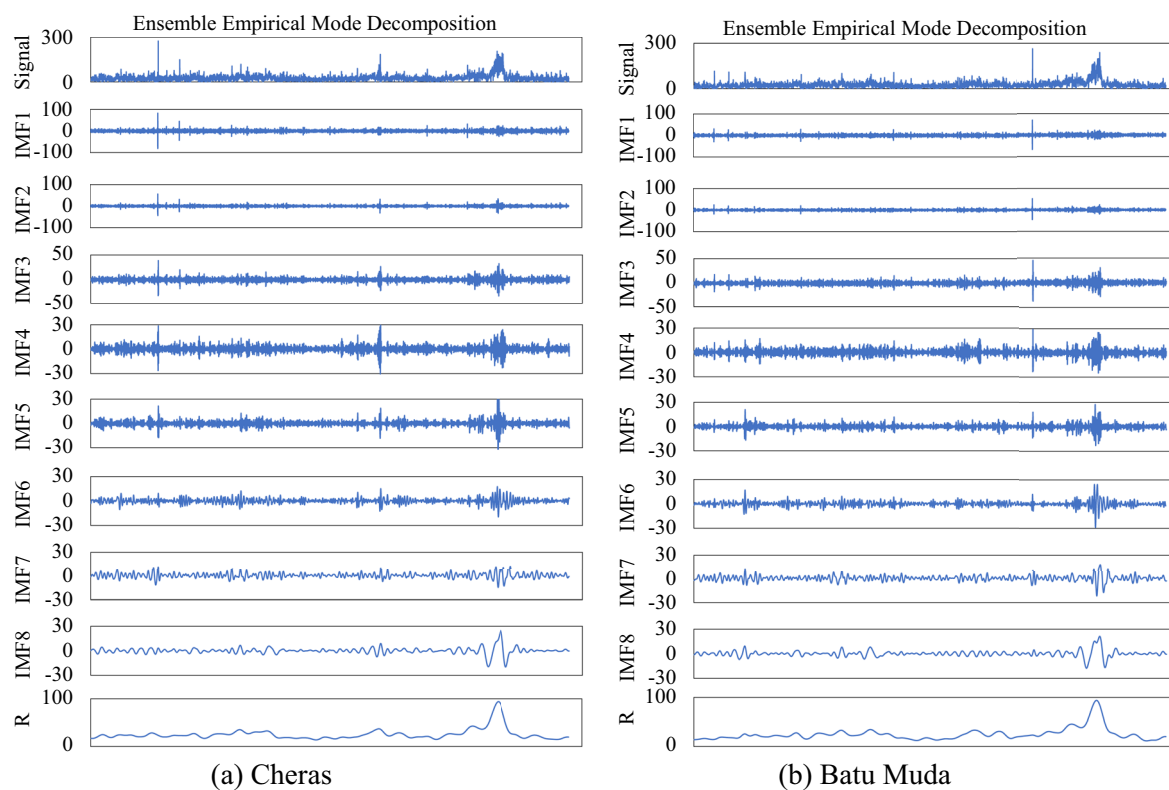 Ensemble Empirical Mode Decomposition
Signal
300
0
IMF1
100
0
-100
IMF2
100
0
-100
IMF3
50
0
-50
IMF4
30
0
-30
IMF5
30
0
-30
IMF6
30
0
-30
IMF7
30
0
-30
IMF8
30
0
-30
R
100
0
(a) Cheras
Ensemble Empirical Mode Decomposition
Signal
300
0
IMF1
100
0
-100
IMF2
100
0
-100
IMF3
50
0
-50
IMF4
30
0
-30
IMF5
30
0
-30
IMF6
30
0
-30
IMF7
30
0
-30
IMF8
30
0
-30
R
100
0
(b) Batu Muda